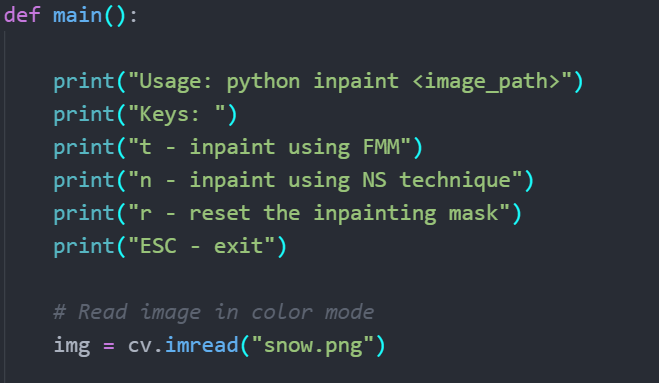 def main():
print("Usage: python inpaint <image_path>")
print("Keys: ")
print("t - inpaint using FMM")
print("n - inpaint using NS technique")
print("r - reset the inpainting mask")
print("ESC - exit")
# Read image in color mode
img = cv.imread("snow.png")